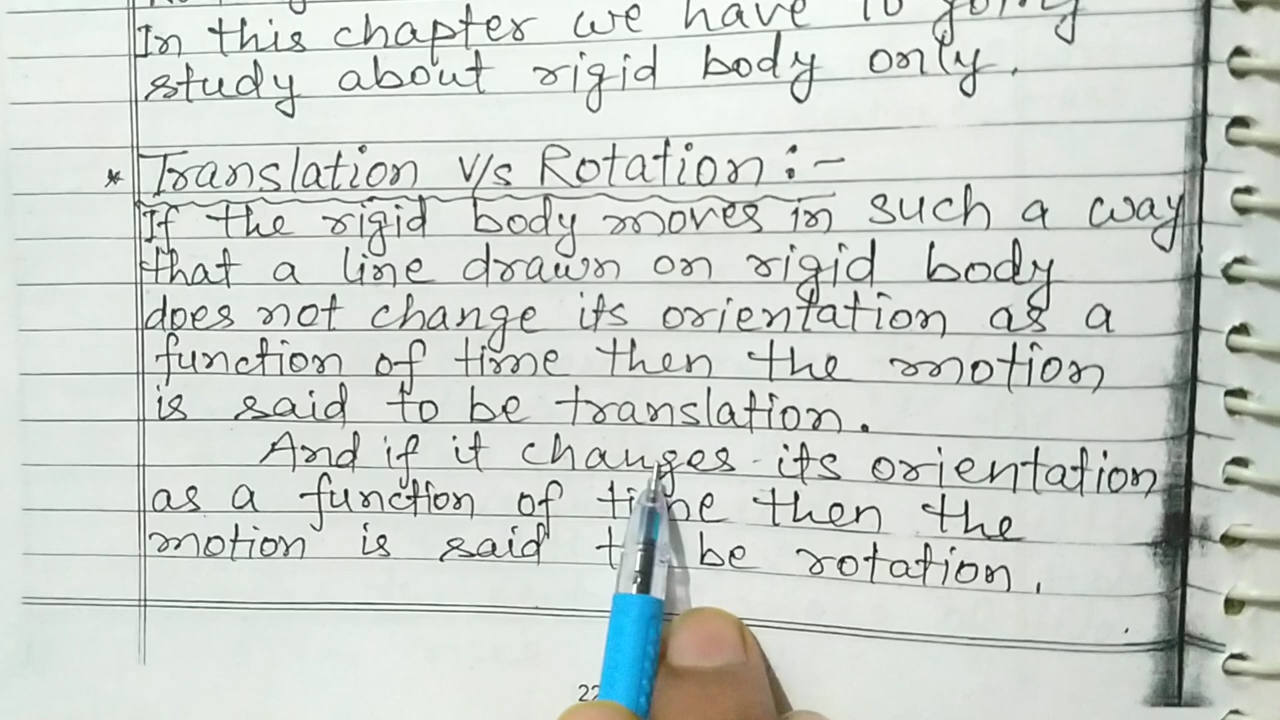 In this chapter we have to going
study about rigid body only.
* Translation v/s Rotation :-
If the rigid body moves in such a way
that a line drawn on rigid body
does not change its orientation as a
function of time then the motion
is said to be translation.
And if it changes its orientation
as a function of time then the
motion is said to be rotation.
22